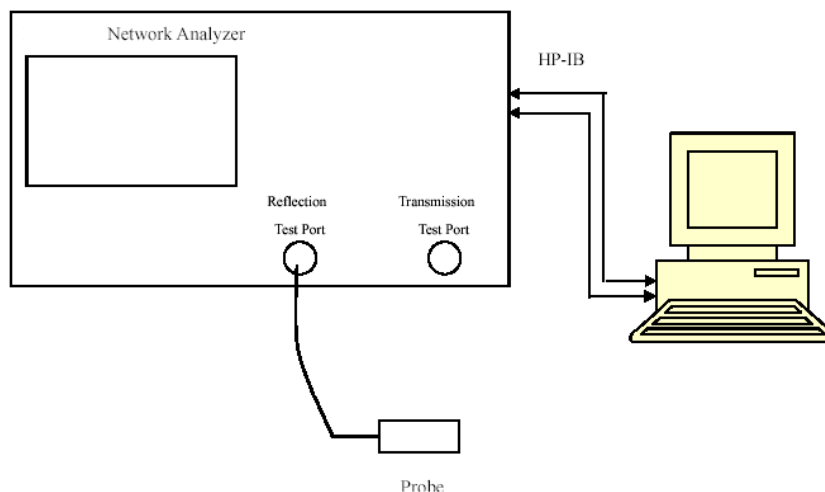 Network Analyzer
HP-IB
Reflection
Test Port
Transmission
Test Port
Probe